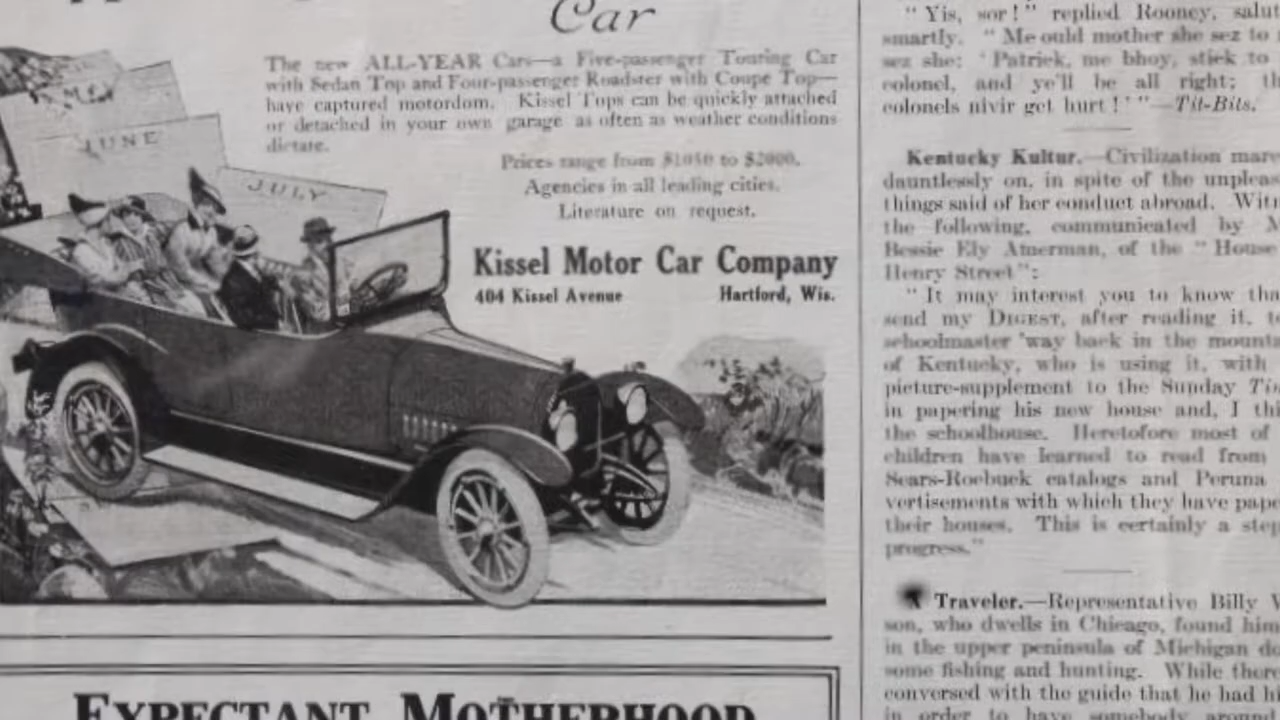 Car
The new ALL-YEAR Cars—a Five-passenger Touring Car
with Sedan Top and Four-passenger Roadster with Coupe Top—
have captured motordom. Kissel Tops can be quickly attached
or detached in your own garage as often as weather conditions
dictate.
Prices range from $1050 to $2000.
Agencies in all leading cities.
Literature on request.
JUNE
JULY
Kissel Motor Car Company
404 Kissel Avenue Hartford, Wis.
EXPECTANT MOTHERHOOD
"Yis, sor!" replied Rooney, salut
smartly. "Me ould mother she sez to
sez she: 'Patrick, me bhoy, stick to
colonel, and ye'll be all right; th
colonels nivir get hurt!'"—Tit-Bits.
Kentucky Kultur.—Civilization marc
dauntlessly on, in spite of the unpleas
things said of her conduct abroad. Witn
the following, communicated by M
Bessie Ely Amerman, of the "House
Henry Street":
"It may interest you to know tha
send my DIGEST, after reading it, to
schoolmaster 'way back in the mounta
of Kentucky, who is using it, with
picture-supplement to the Sunday Tim
in papering his new house and, I thi
the schoolhouse. Heretofore most of
children have learned to read from
Sears-Roebuck catalogs and Peruna
vertisements with which they have pape
their houses. This is certainly a step
progress."
A Traveler.—Representative Billy W
son, who dwells in Chicago, found him
in the upper peninsula of Michigan do
some fishing and hunting. While there
conversed with the guide that he had h
in order to have somebody around